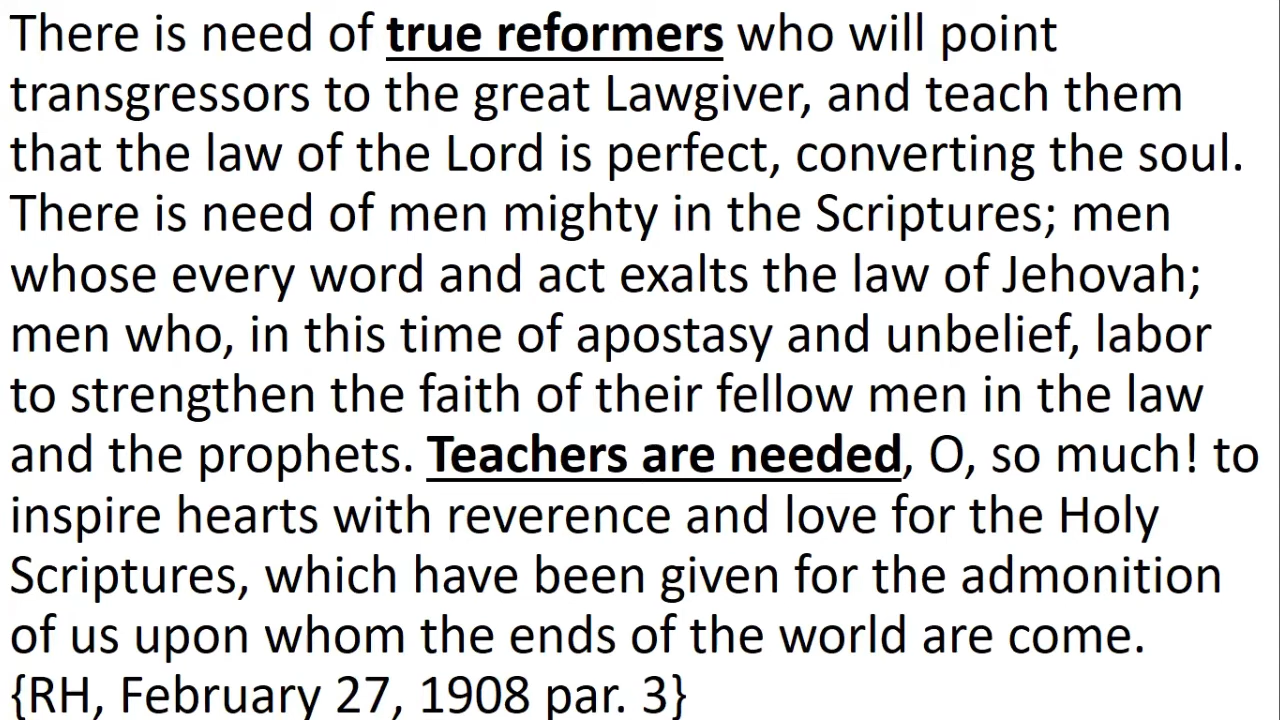 There is need of true reformers who will point
transgressors to the great Lawgiver, and teach them
that the law of the Lord is perfect, converting the soul.
There is need of men mighty in the Scriptures; men
whose every word and act exalts the law of Jehovah;
men who, in this time of apostasy and unbelief, labor
to strengthen the faith of their fellow men in the law
and the prophets. Teachers are needed, O, so much! to
inspire hearts with reverence and love for the Holy
Scriptures, which have been given for the admonition
of us upon whom the ends of the world are come.
{RH, February 27, 1908 par. 3}